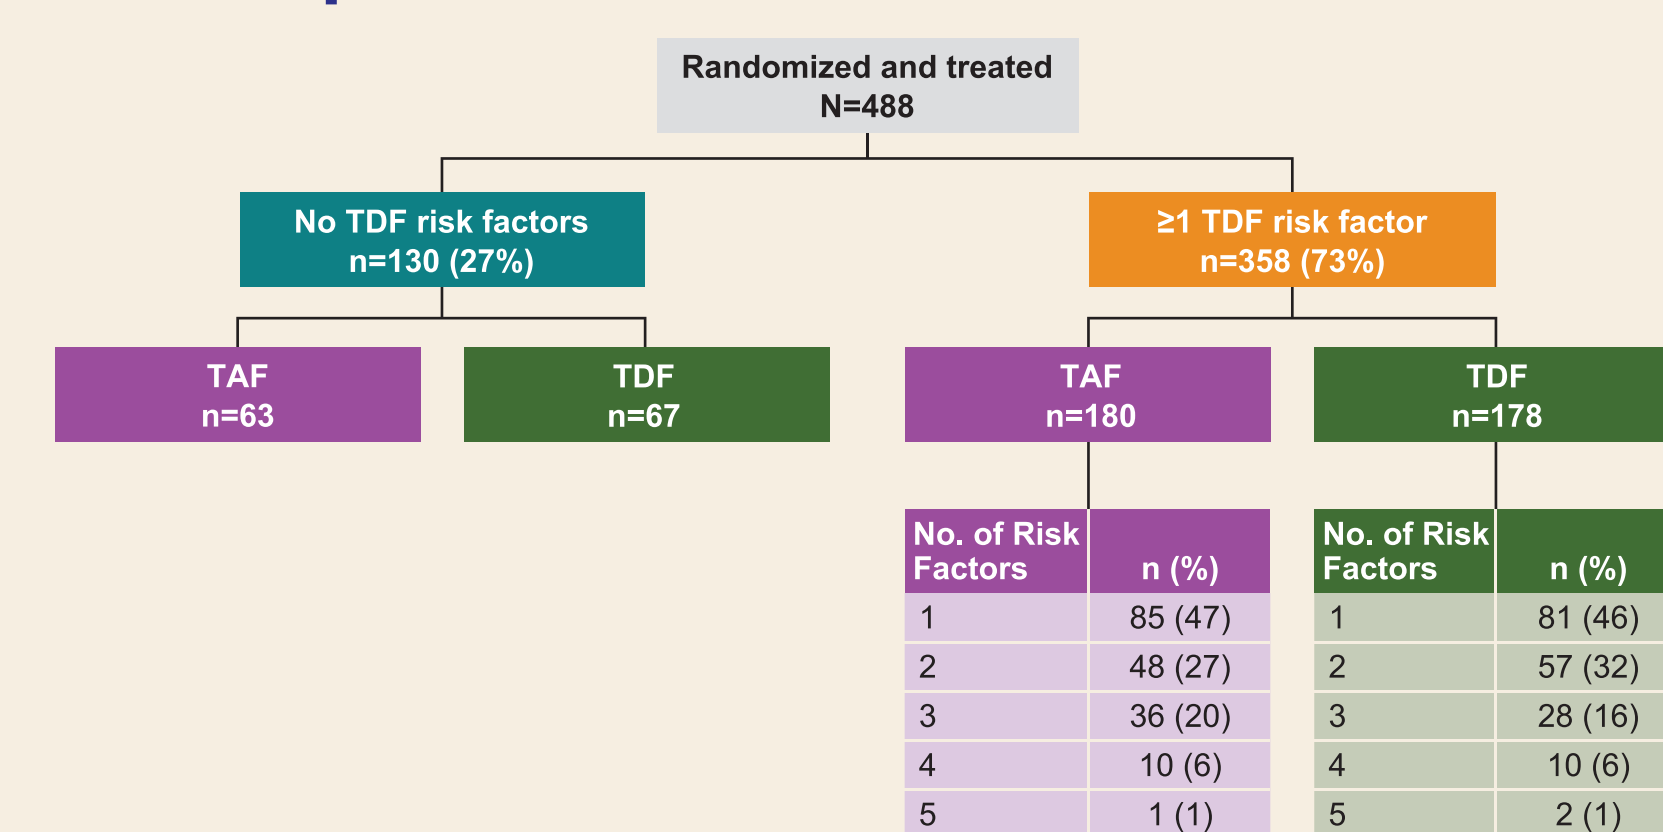 Randomized and treated
N=488
No TDF risk factors
n=130 (27%)
≥1 TDF risk factor
n=358 (73%)
TAF
n=63
TDF
n=67
TAF
n=180
TDF
n=178
No. of Risk
Factors
n (%)
1
85 (47)
2
48 (27)
3
36 (20)
4
10 (6)
5
1 (1)
No. of Risk
Factors
n (%)
1
81 (46)
2
57 (32)
3
28 (16)
4
10 (6)
5
2 (1)